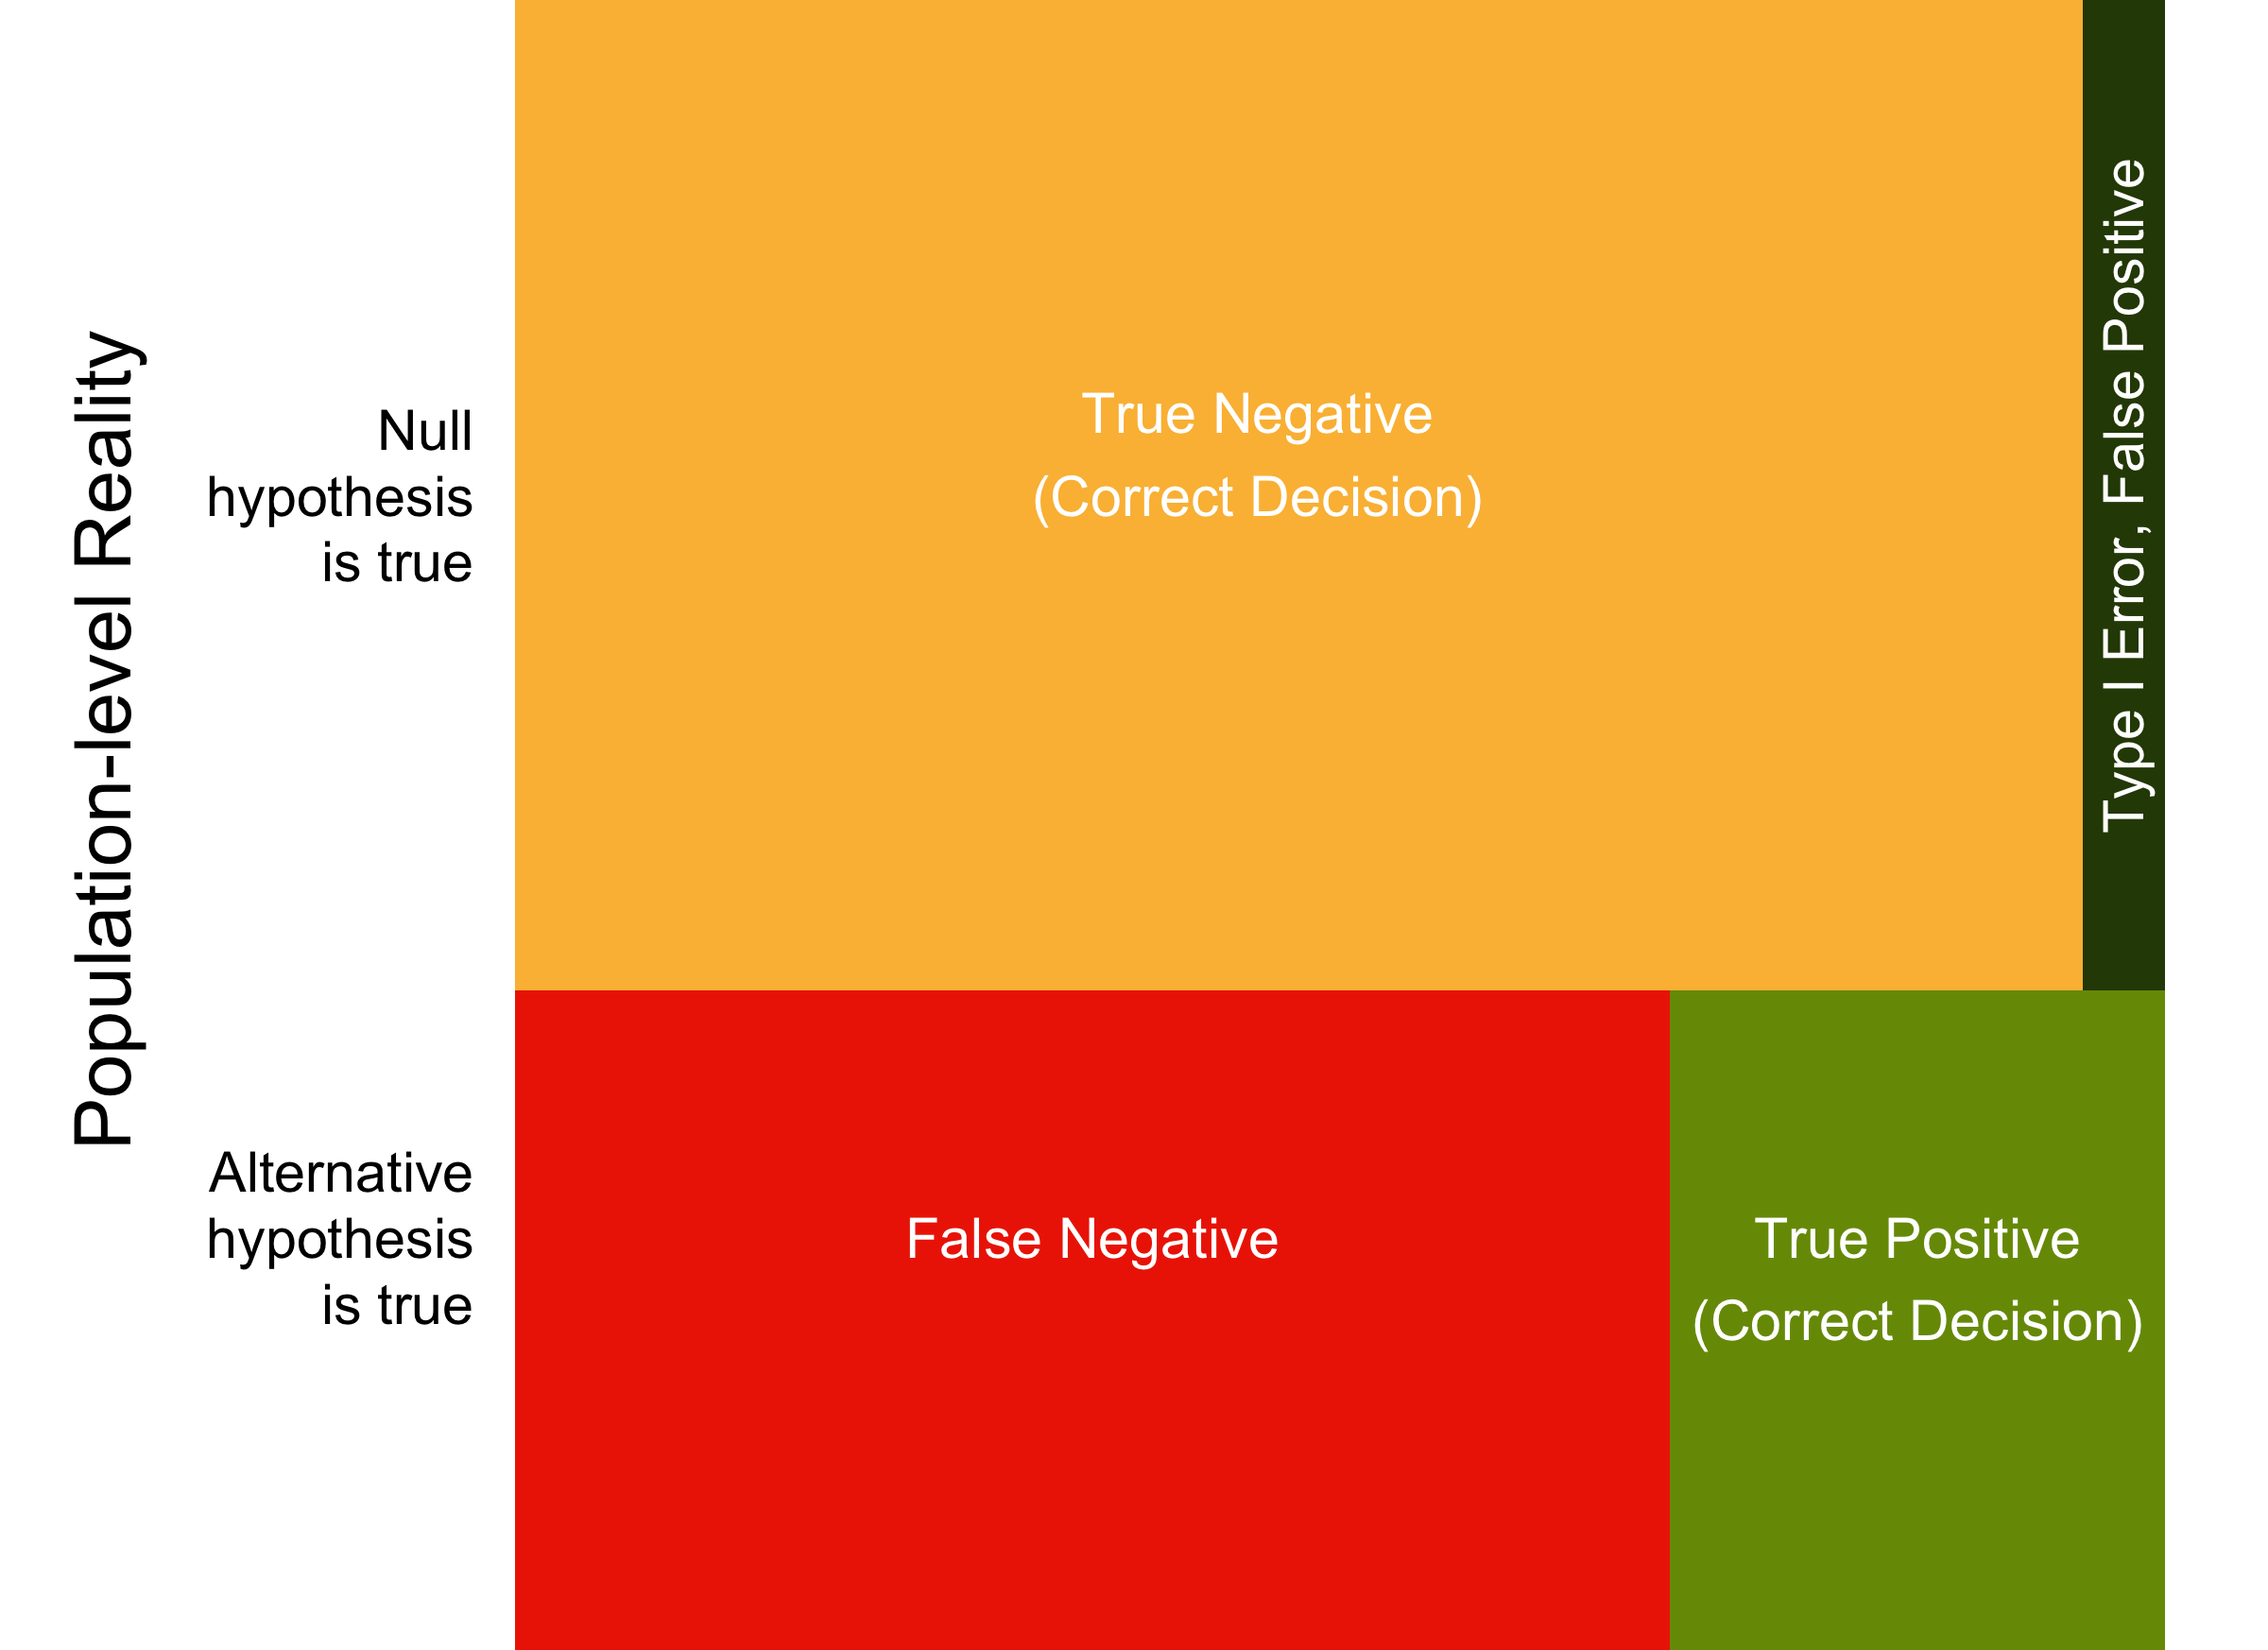 Population-level Reality
Null
hypothesis
is true
True Negative
(Correct Decision)
Type I Error, False Positive
Alternative
hypothesis
is true
False Negative
True Positive
(Correct Decision)